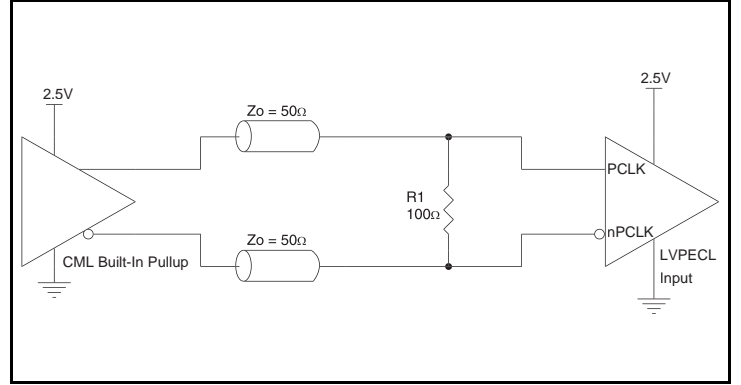 2.5V
2.5V
Zo = 50Ω
PCLK
R1
100Ω
nPCLK
Zo = 50Ω
CML Built-In Pullup
LVPECL
Input